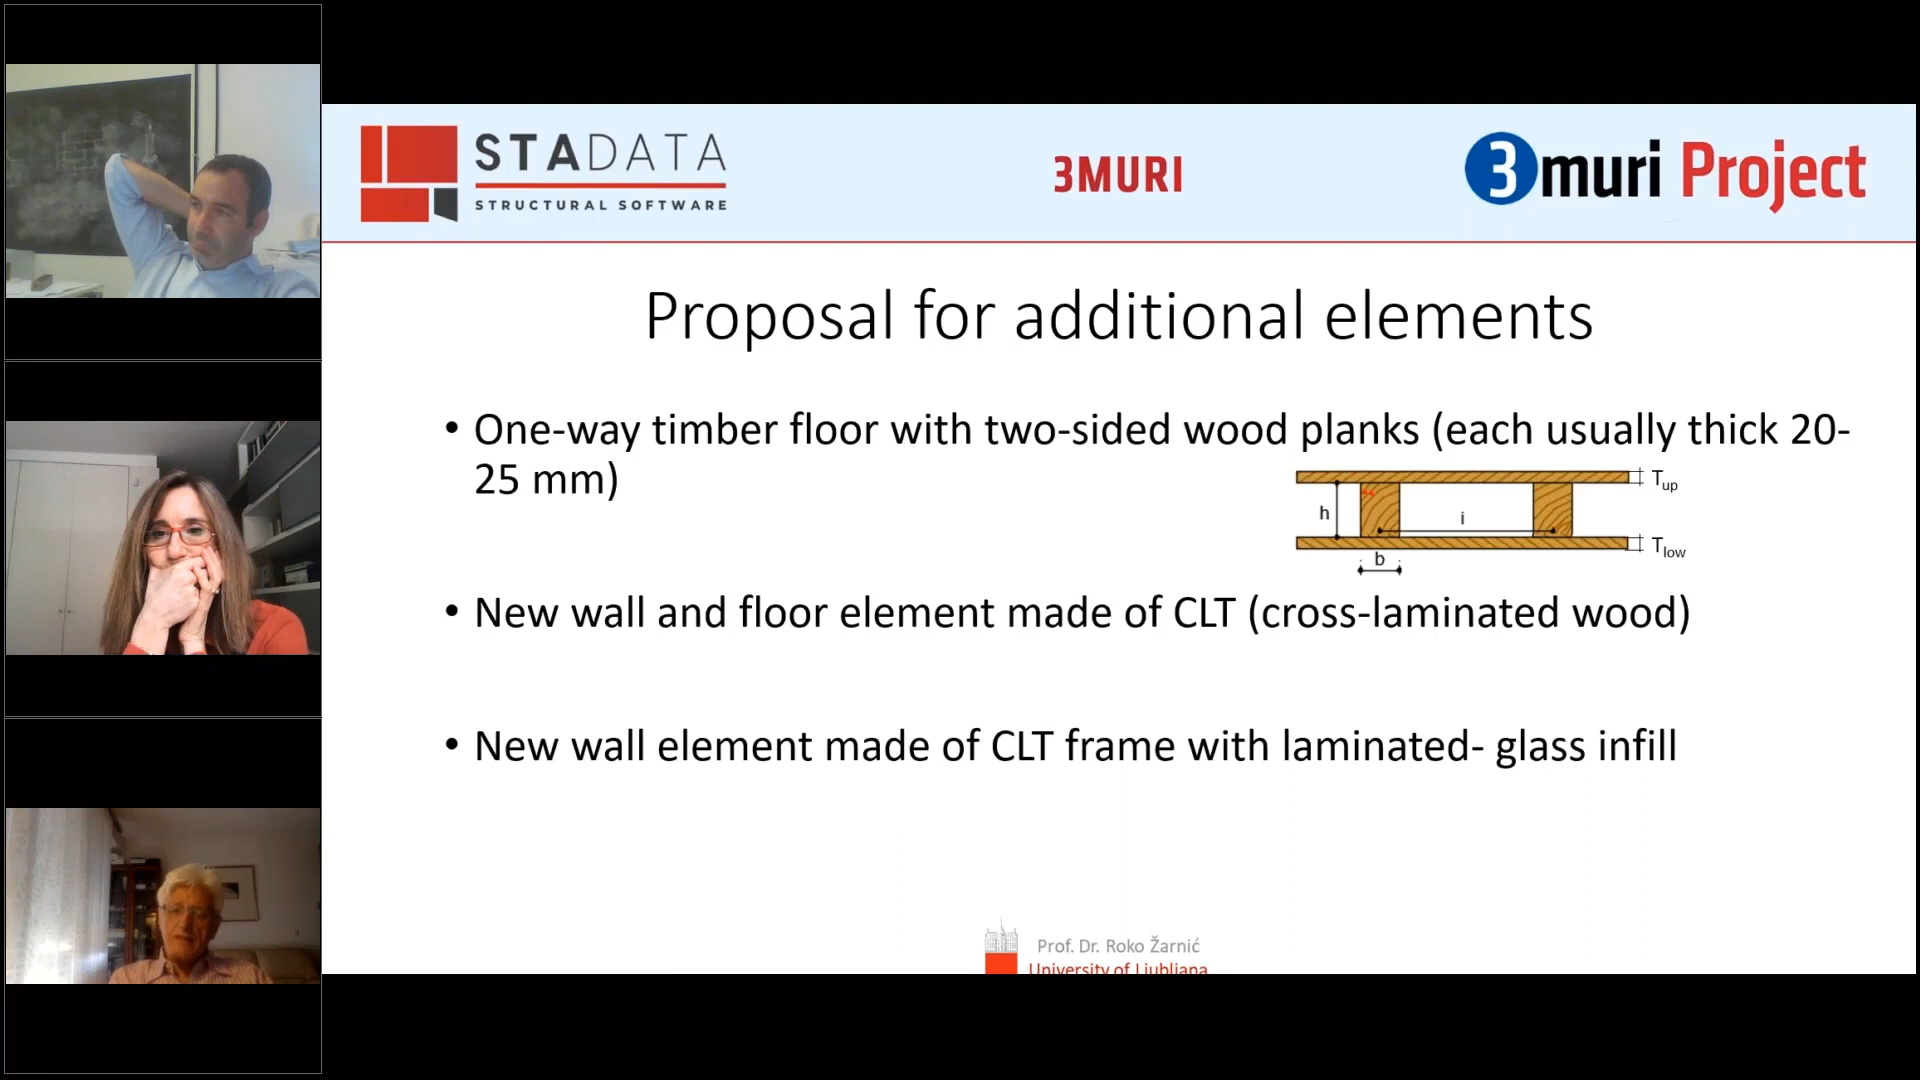 STADATA
STRUCTURAL SOFTWARE
3MURI
3muri Project
Proposal for additional elements
• One-way timber floor with two-sided wood planks (each usually thick 20-
25 mm)
Tup
h
i
Tlow
b
• New wall and floor element made of CLT (cross-laminated wood)
• New wall element made of CLT frame with laminated- glass infill
Prof. Dr. Roko Žarnić
University of Ljubljana